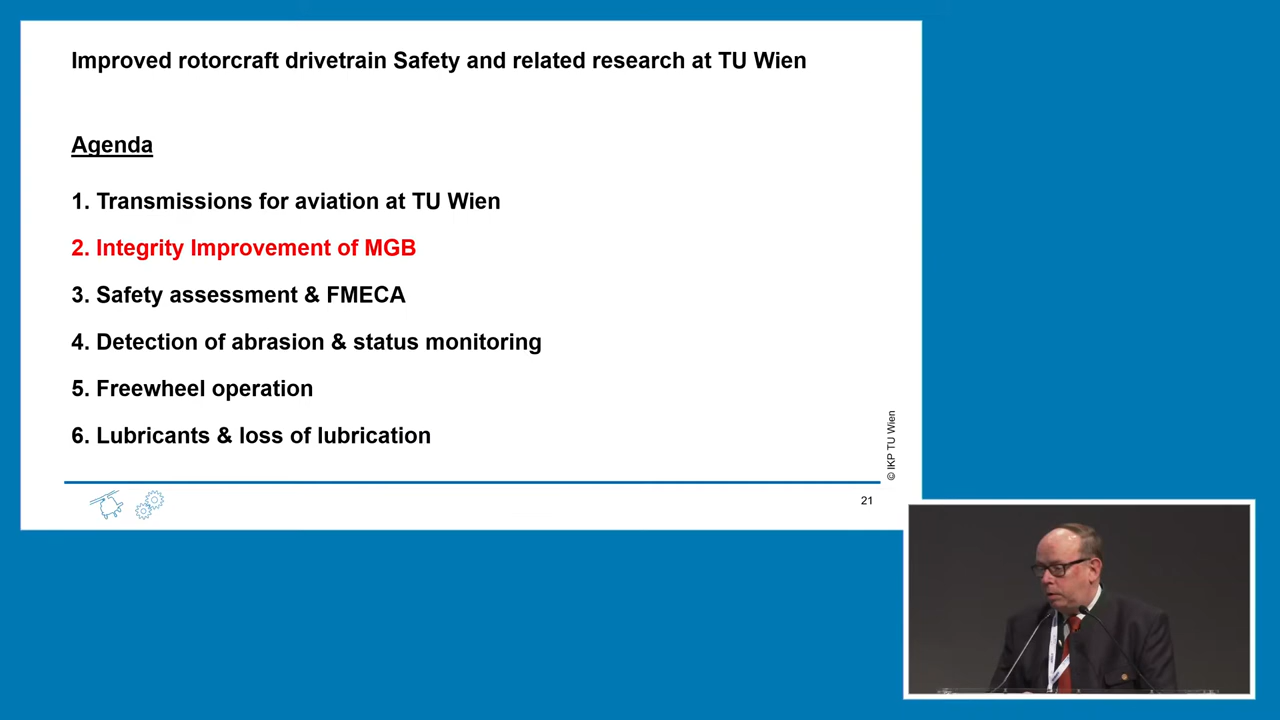 Improved rotorcraft drivetrain Safety and related research at TU Wien
Agenda
1. Transmissions for aviation at TU Wien
2. Integrity Improvement of MGB
3. Safety assessment & FMECA
4. Detection of abrasion & status monitoring
5. Freewheel operation
6. Lubricants & loss of lubrication
© IKP TU Wien
21